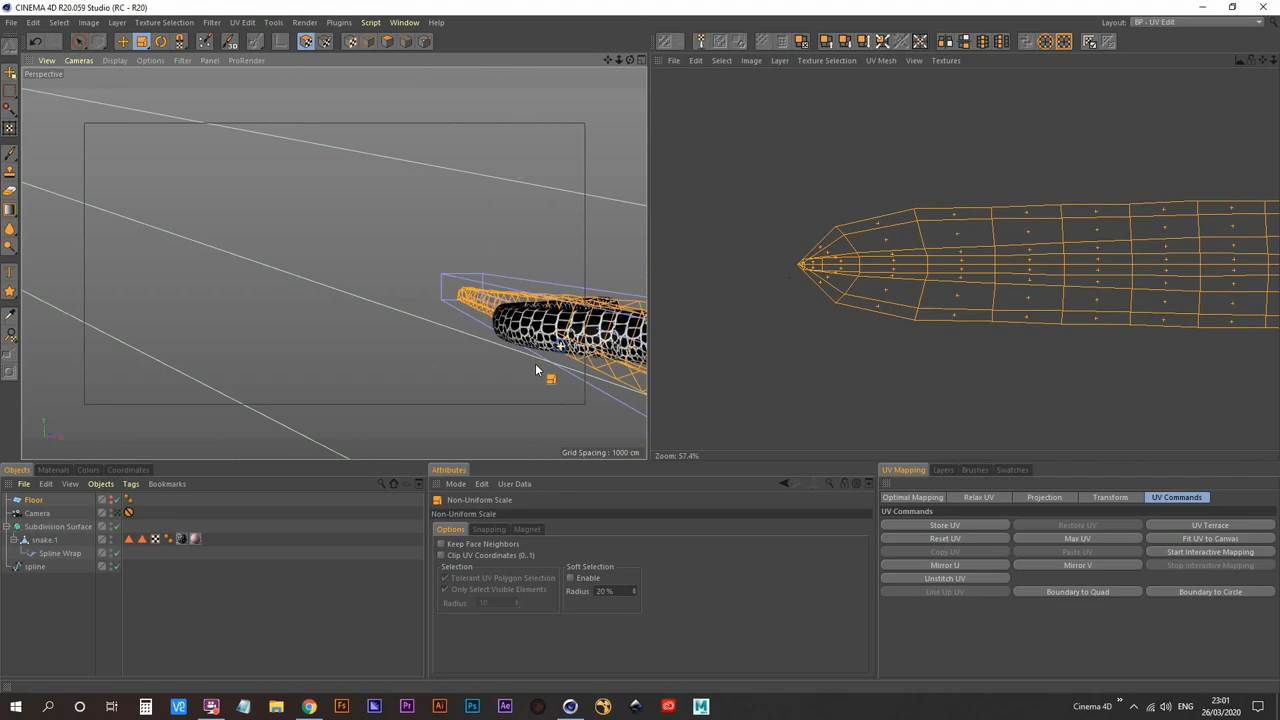 CINEMA 4D R20.059 Studio (RC - R20)
File Edit Select Image Layer Texture Selection Filter UV Edit Tools Render Plugins Script Window Help
Layout: BP - UV Edit
View Cameras Display Options Filter Panel ProRender
File Edit Select Image Layer Texture Selection UV Mesh View Textures
Perspective
Grid Spacing : 1000 cm
Zoom: 57.4%
Objects Materials Colors Coordinates
Attributes
UV Mapping Layers Brushes Swatches
File Edit View Objects Tags Bookmarks
Mode Edit User Data
Optimal Mapping Relax UV Projection Transform UV Commands
Floor
Camera
Subdivision Surface
snake.1
Spline Wrap
spline
Non-Uniform Scale
Non-Uniform Scale
Options Snapping Magnet
Keep Face Neighbors
Clip UV Coordinates (0..1)
Selection
Tolerant UV Polygon Selection
Only Select Visible Elements
Radius 10
Soft Selection
Enable
Radius 20 %
UV Commands
Store UV Restore UV UV Terrace
Reset UV Max UV Fit UV to Canvas
Copy UV Paste UV Start Interactive Mapping
Mirror U Mirror V Stop Interactive Mapping
Unstitch UV
Line Up UV Boundary to Quad Boundary to Circle
Cinema 4D
ENG
23:01
26/03/2020